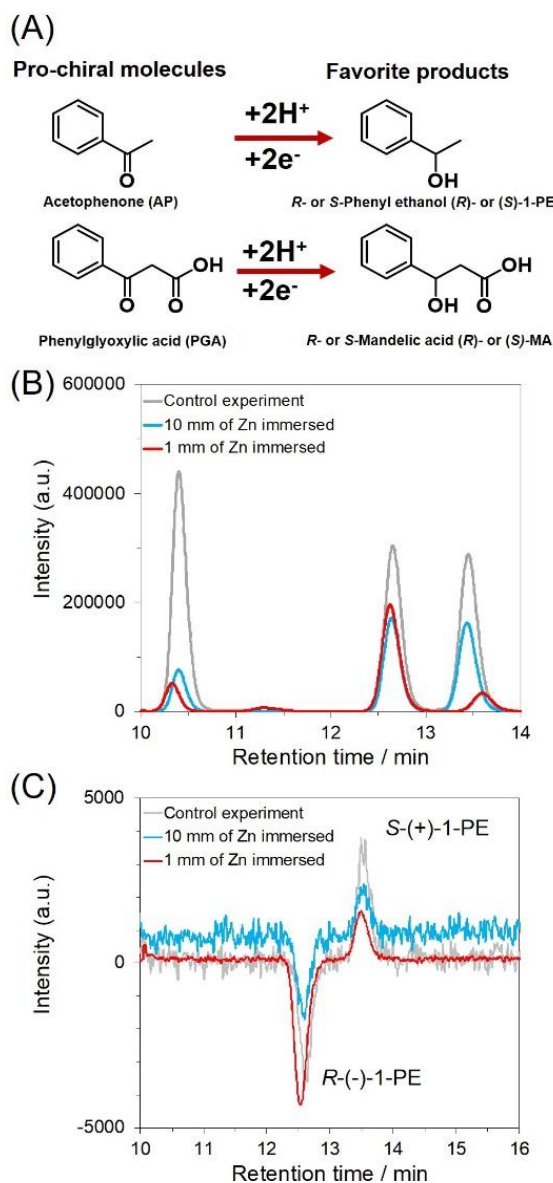 (A)
Pro-chiral molecules Favorite products
+2H+
+2e-
O
OH
Acetophenone (AP) R- or S-Phenyl ethanol (R)- or (S)-1-PE
+2H+
+2e-
OH OH
O O OH O
Phenylglyoxylic acid (PGA) R- or S-Mandelic acid (R)- or (S)-MA
(B)
600000
Control experiment
10 mm of Zn immersed
1 mm of Zn immersed
400000
Intensity (a.u.)
200000
0
10 11 12 13 14
Retention time / min
(C)
5000
Control experiment
10 mm of Zn immersed
1 mm of Zn immersed
S-(+)-1-PE
Intensity (a.u.)
0
R-(-)-1-PE
-5000
10 11 12 13 14 15 16
Retention time / min